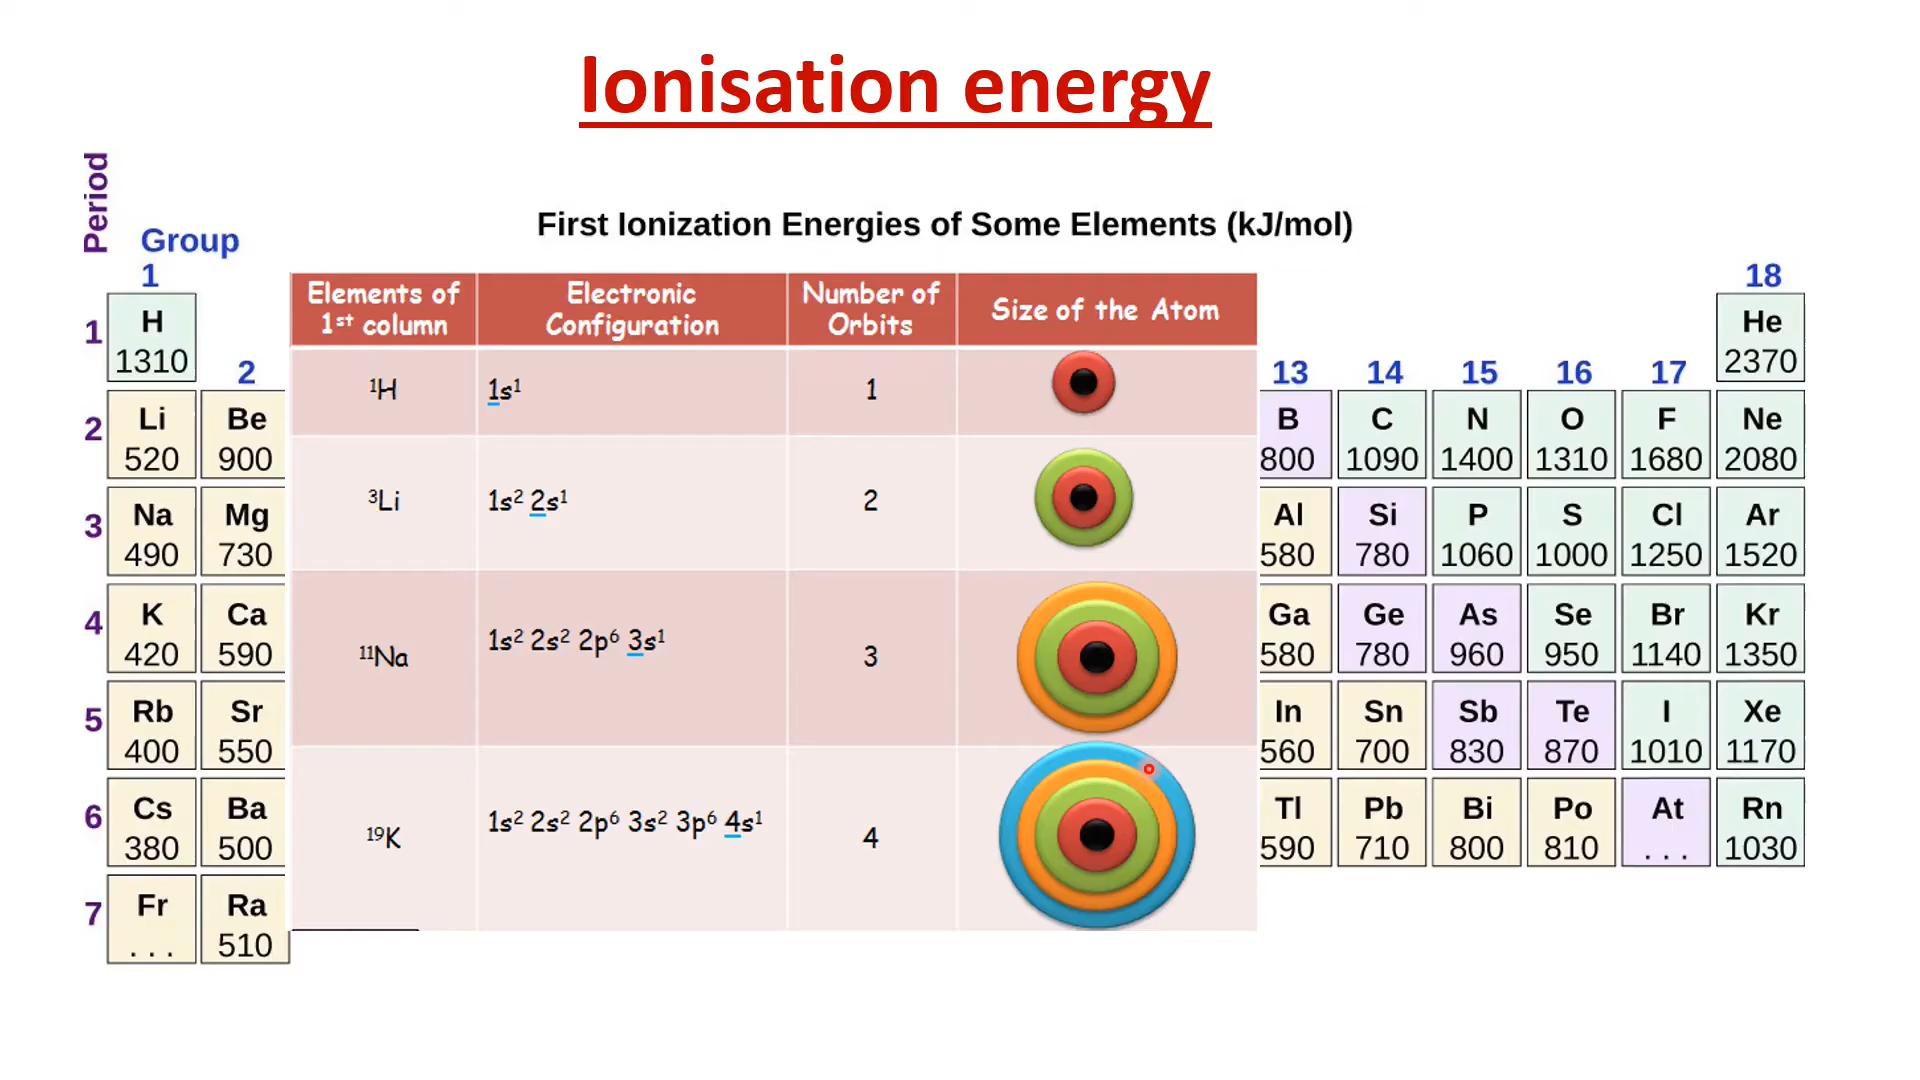 Ionisation energy
Period
Group
First Ionization Energies of Some Elements (kJ/mol)
1
18
Elements of 1st column
Electronic Configuration
Number of Orbits
Size of the Atom
1
H
1310
He
2370
2
13
14
15
16
17
¹H
1s¹
1
2
Li
520
Be
900
B
800
C
1090
N
1400
O
1310
F
1680
Ne
2080
³Li
1s² 2s¹
2
3
Na
490
Mg
730
Al
580
Si
780
P
1060
S
1000
Cl
1250
Ar
1520
4
K
420
Ca
590
Ga
580
Ge
780
As
960
Se
950
Br
1140
Kr
1350
¹¹Na
1s² 2s² 2p⁶ 3s¹
3
5
Rb
400
Sr
550
In
560
Sn
700
Sb
830
Te
870
I
1010
Xe
1170
6
Cs
380
Ba
500
Tl
590
Pb
710
Bi
800
Po
810
At
. . .
Rn
1030
¹⁹K
1s² 2s² 2p⁶ 3s² 3p⁶ 4s¹
4
7
Fr
. . .
Ra
510